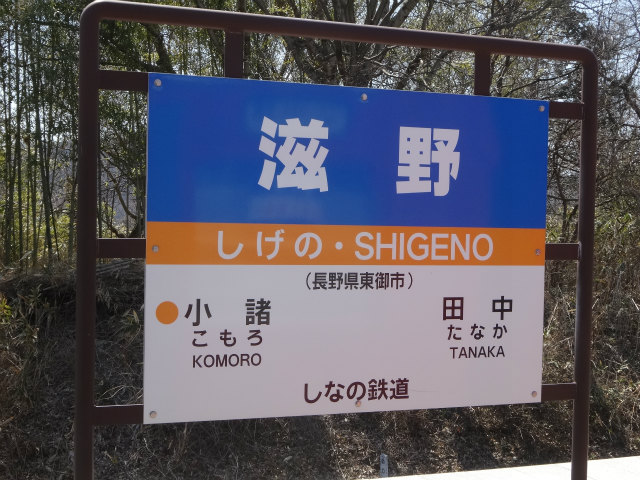 滋野
しげの・SHIGENO
（長野県東御市）
小諸 田中
こもろ たなか
KOMORO TANAKA
しなの鉄道